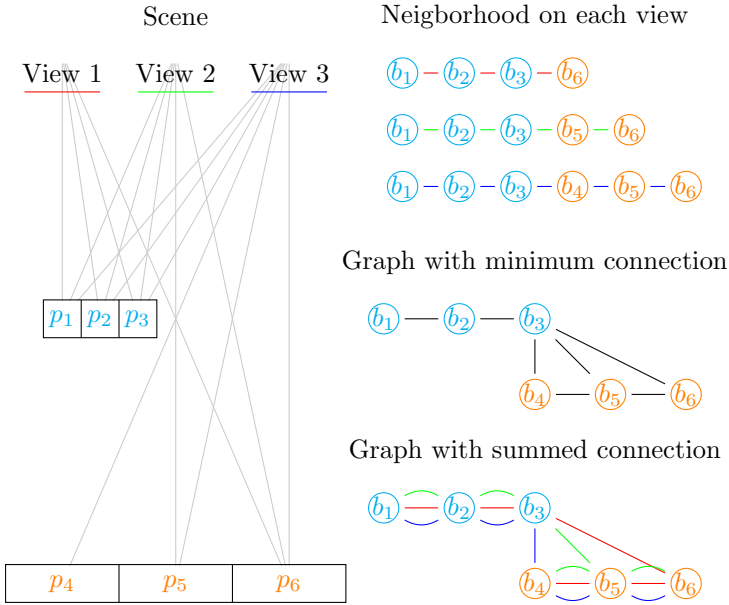 Scene
View 1 View 2 View 3
p₁ p₂ p₃
p₄ p₅ p₆
Neigborhood on each view
b₁ b₂ b₃ b₆
b₁ b₂ b₃ b₅ b₆
b₁ b₂ b₃ b₄ b₅ b₆
Graph with minimum connection
b₁ b₂ b₃
b₄ b₅ b₆
Graph with summed connection
b₁ b₂ b₃
b₄ b₅ b₆